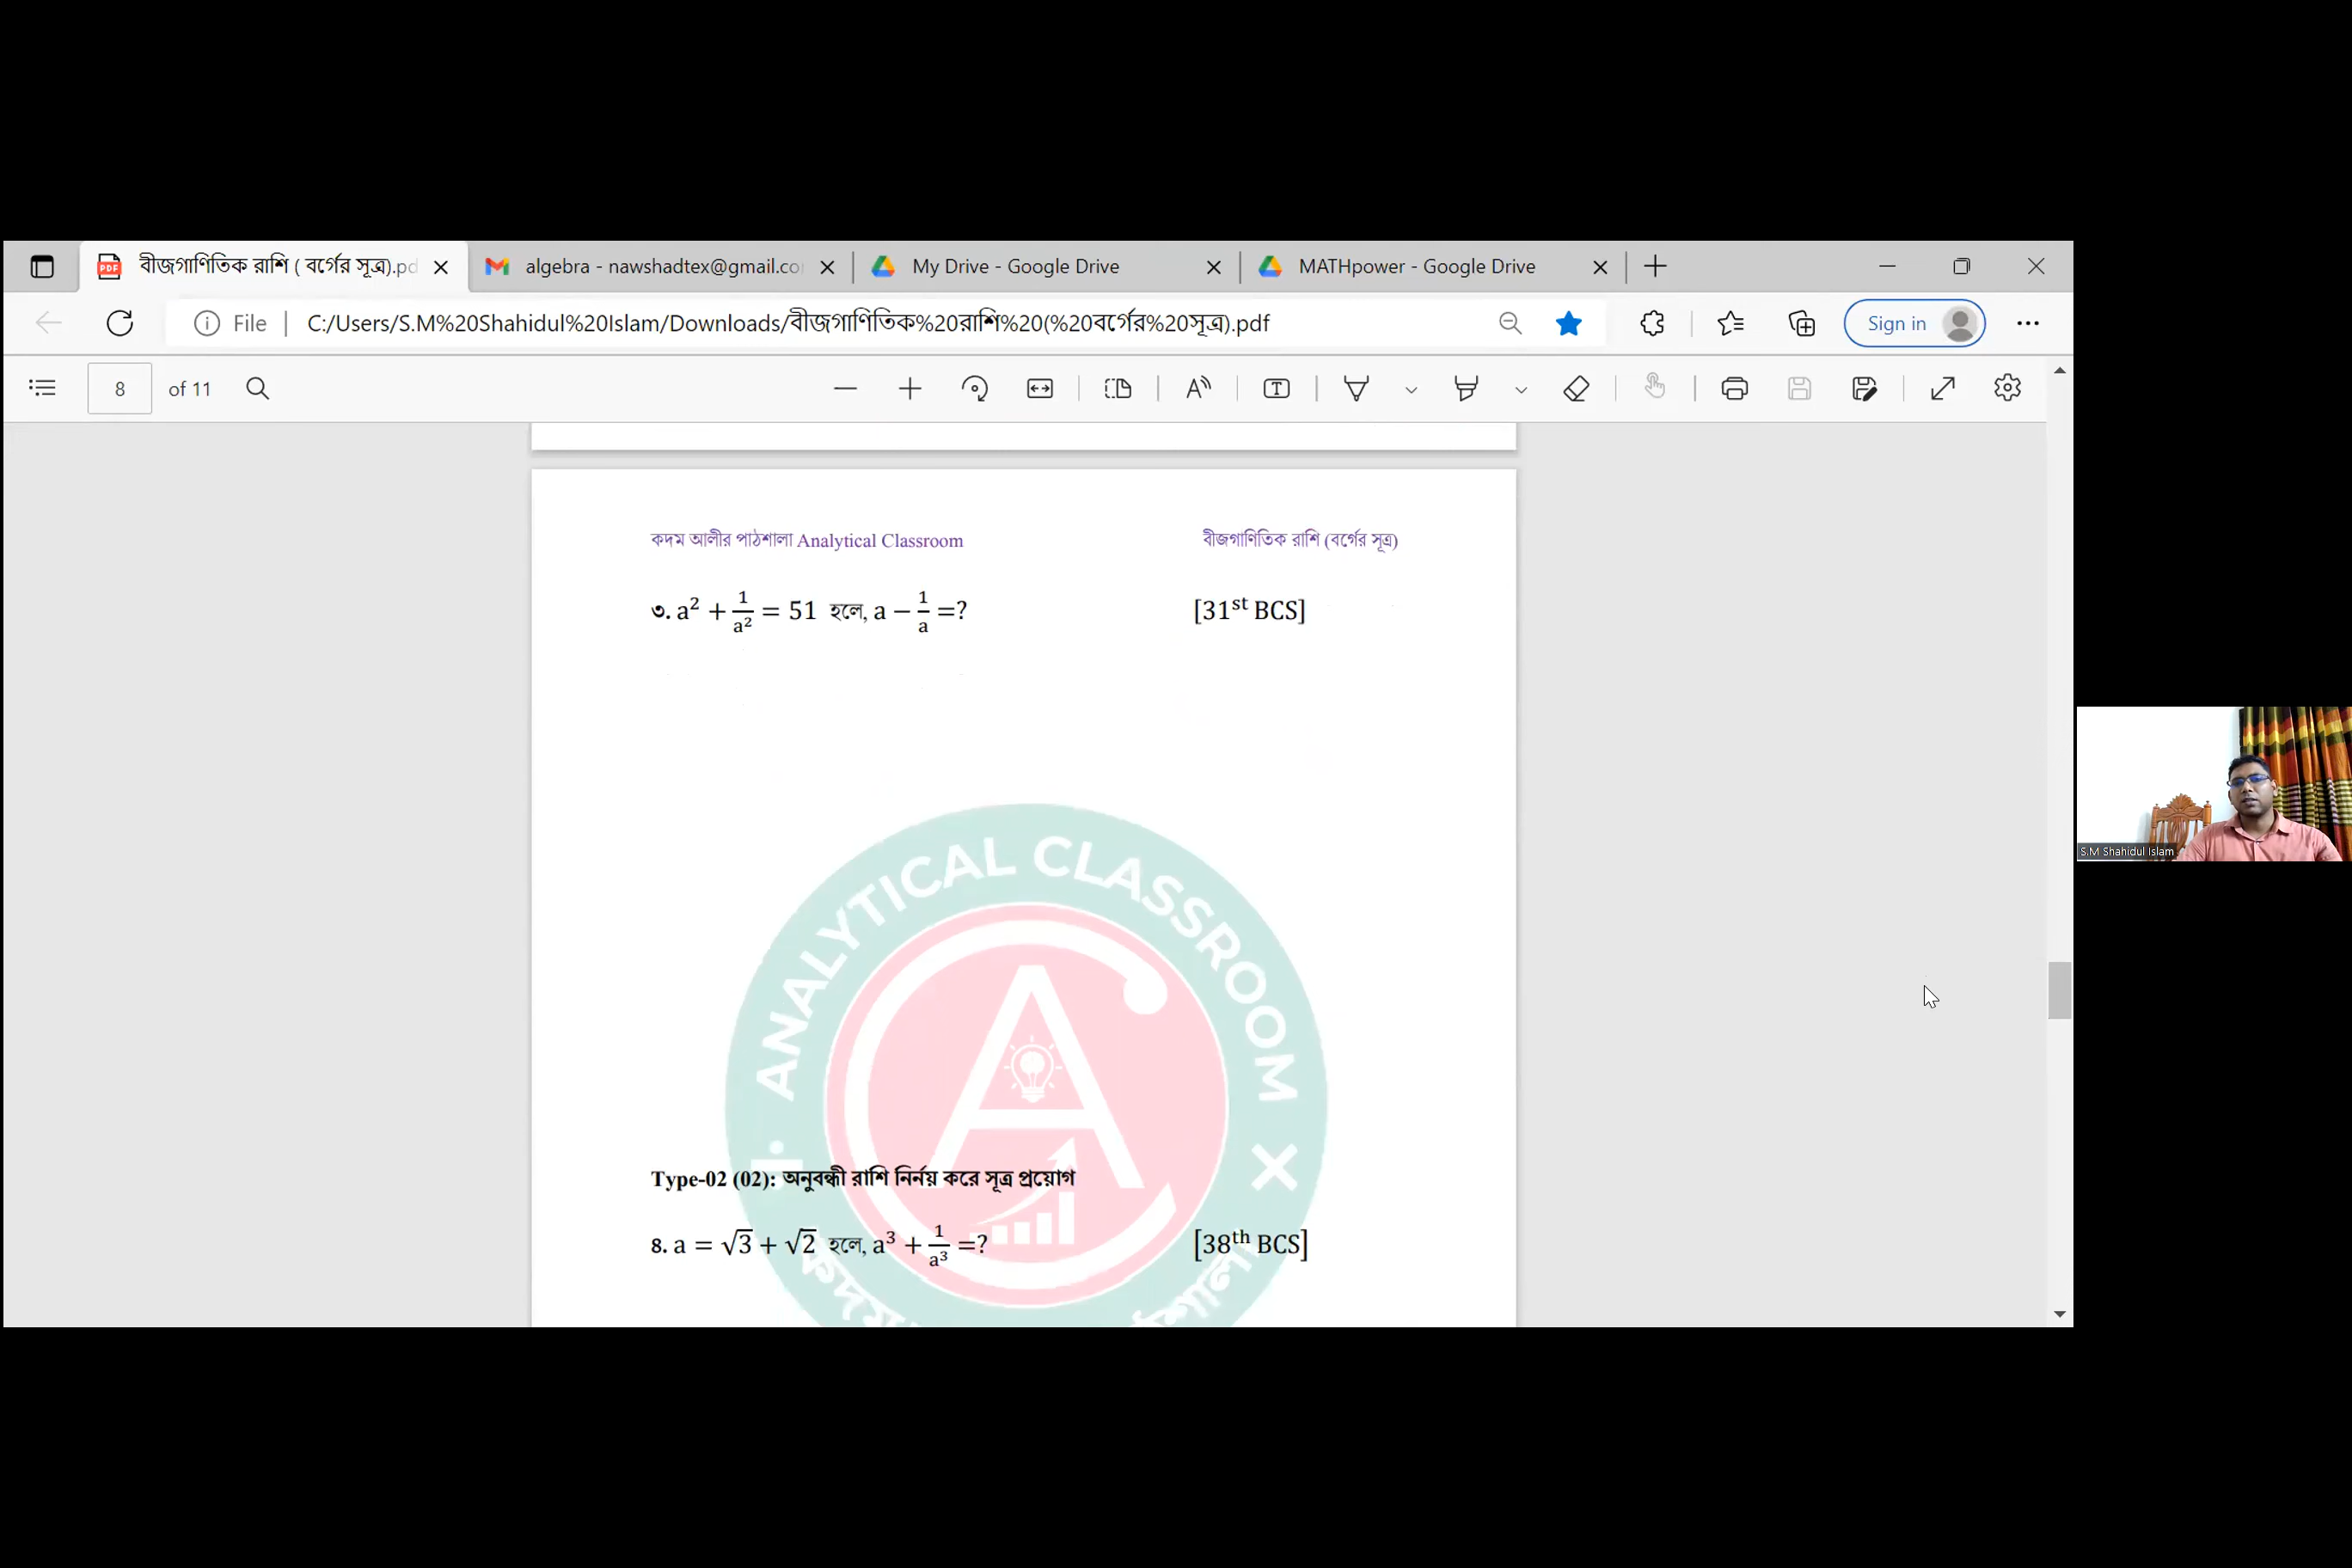 বীজগাণিতিক রাশি ( বর্গের সূত্র).pd
algebra - nawshadtex@gmail.co
My Drive - Google Drive
MATHpower - Google Drive
File
C:/Users/S.M%20Shahidul%20Islam/Downloads/বীজগাণিতিক%20রাশি%20(%20বর্গের%20সূত্র).pdf
Sign in
8 of 11
কদম আলীর পাঠশালা Analytical Classroom
বীজগাণিতিক রাশি (বর্গের সূত্র)
৩. a² + 1/a² = 51 হলে, a − 1/a =?
[31st BCS]
ANALYTICAL CLASSROOM
Type-02 (02): অনুবন্ধী রাশি নির্নয় করে সূত্র প্রয়োগ
৪. a = √3 + √2 হলে, a³ + 1/a³ =?
[38th BCS]
S.M Shahidul Islam